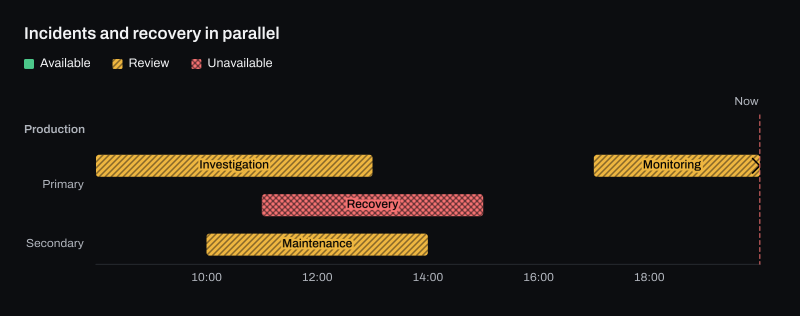 Incidents and recovery in parallel
Available Review Unavailable
Now
Production
Investigation Monitoring
Primary
Recovery
Secondary Maintenance
10:00 12:00 14:00 16:00 18:00